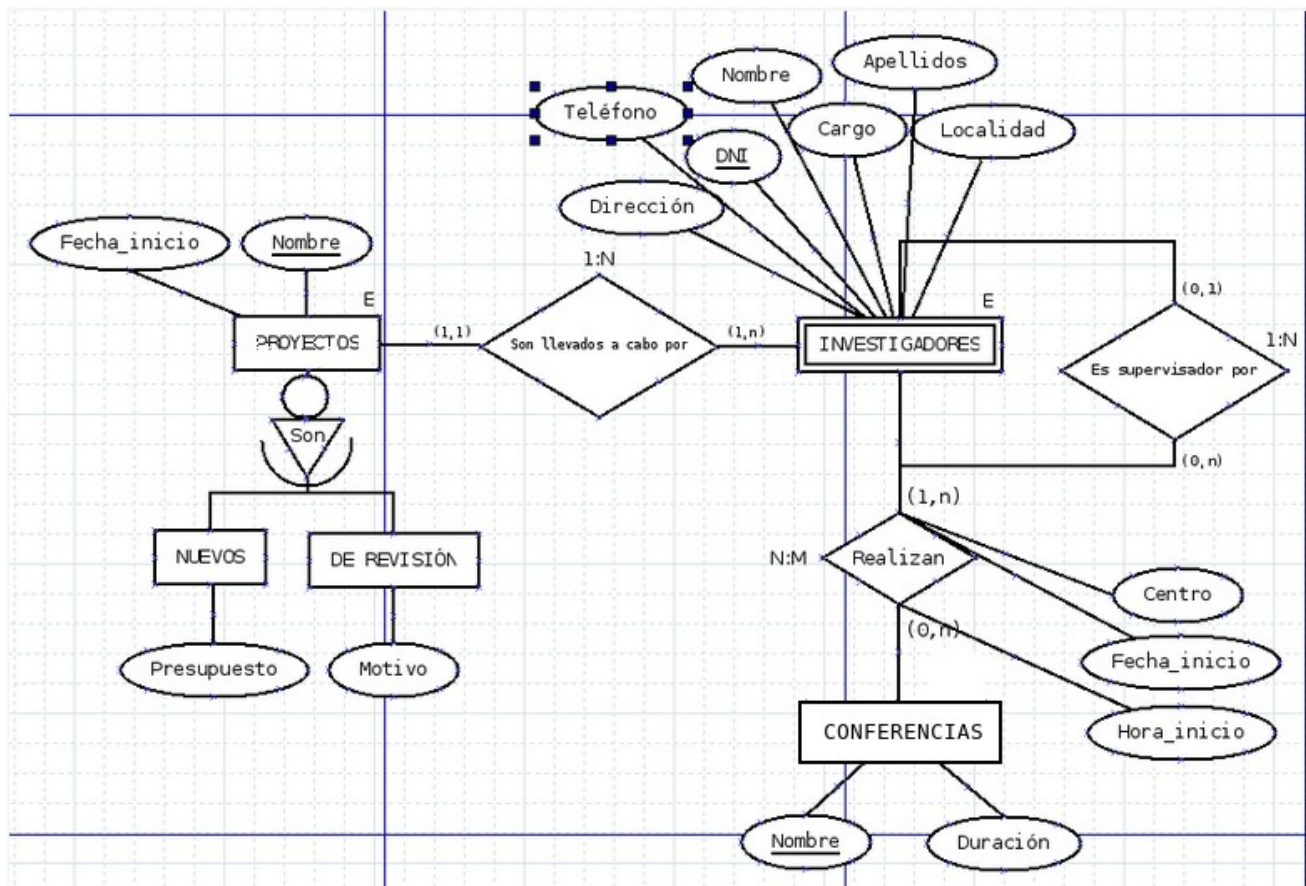 Apellidos
Nombre
Teléfono
Cargo
Localidad
DNI
Dirección
Fecha_inicio
Nombre
1:N
E
E
(0,1)
PROYECTOS
(1,1)
Son llevados a cabo por
(1,n)
INVESTIGADORES
1:N
Es supervisador por
Son
(0,n)
(1,n)
NUEVOS
DE REVISIÓN
N:M
Realizan
Centro
(0,n)
Presupuesto
Motivo
Fecha_inicio
CONFERENCIAS
Hora_inicio
Nombre
Duración